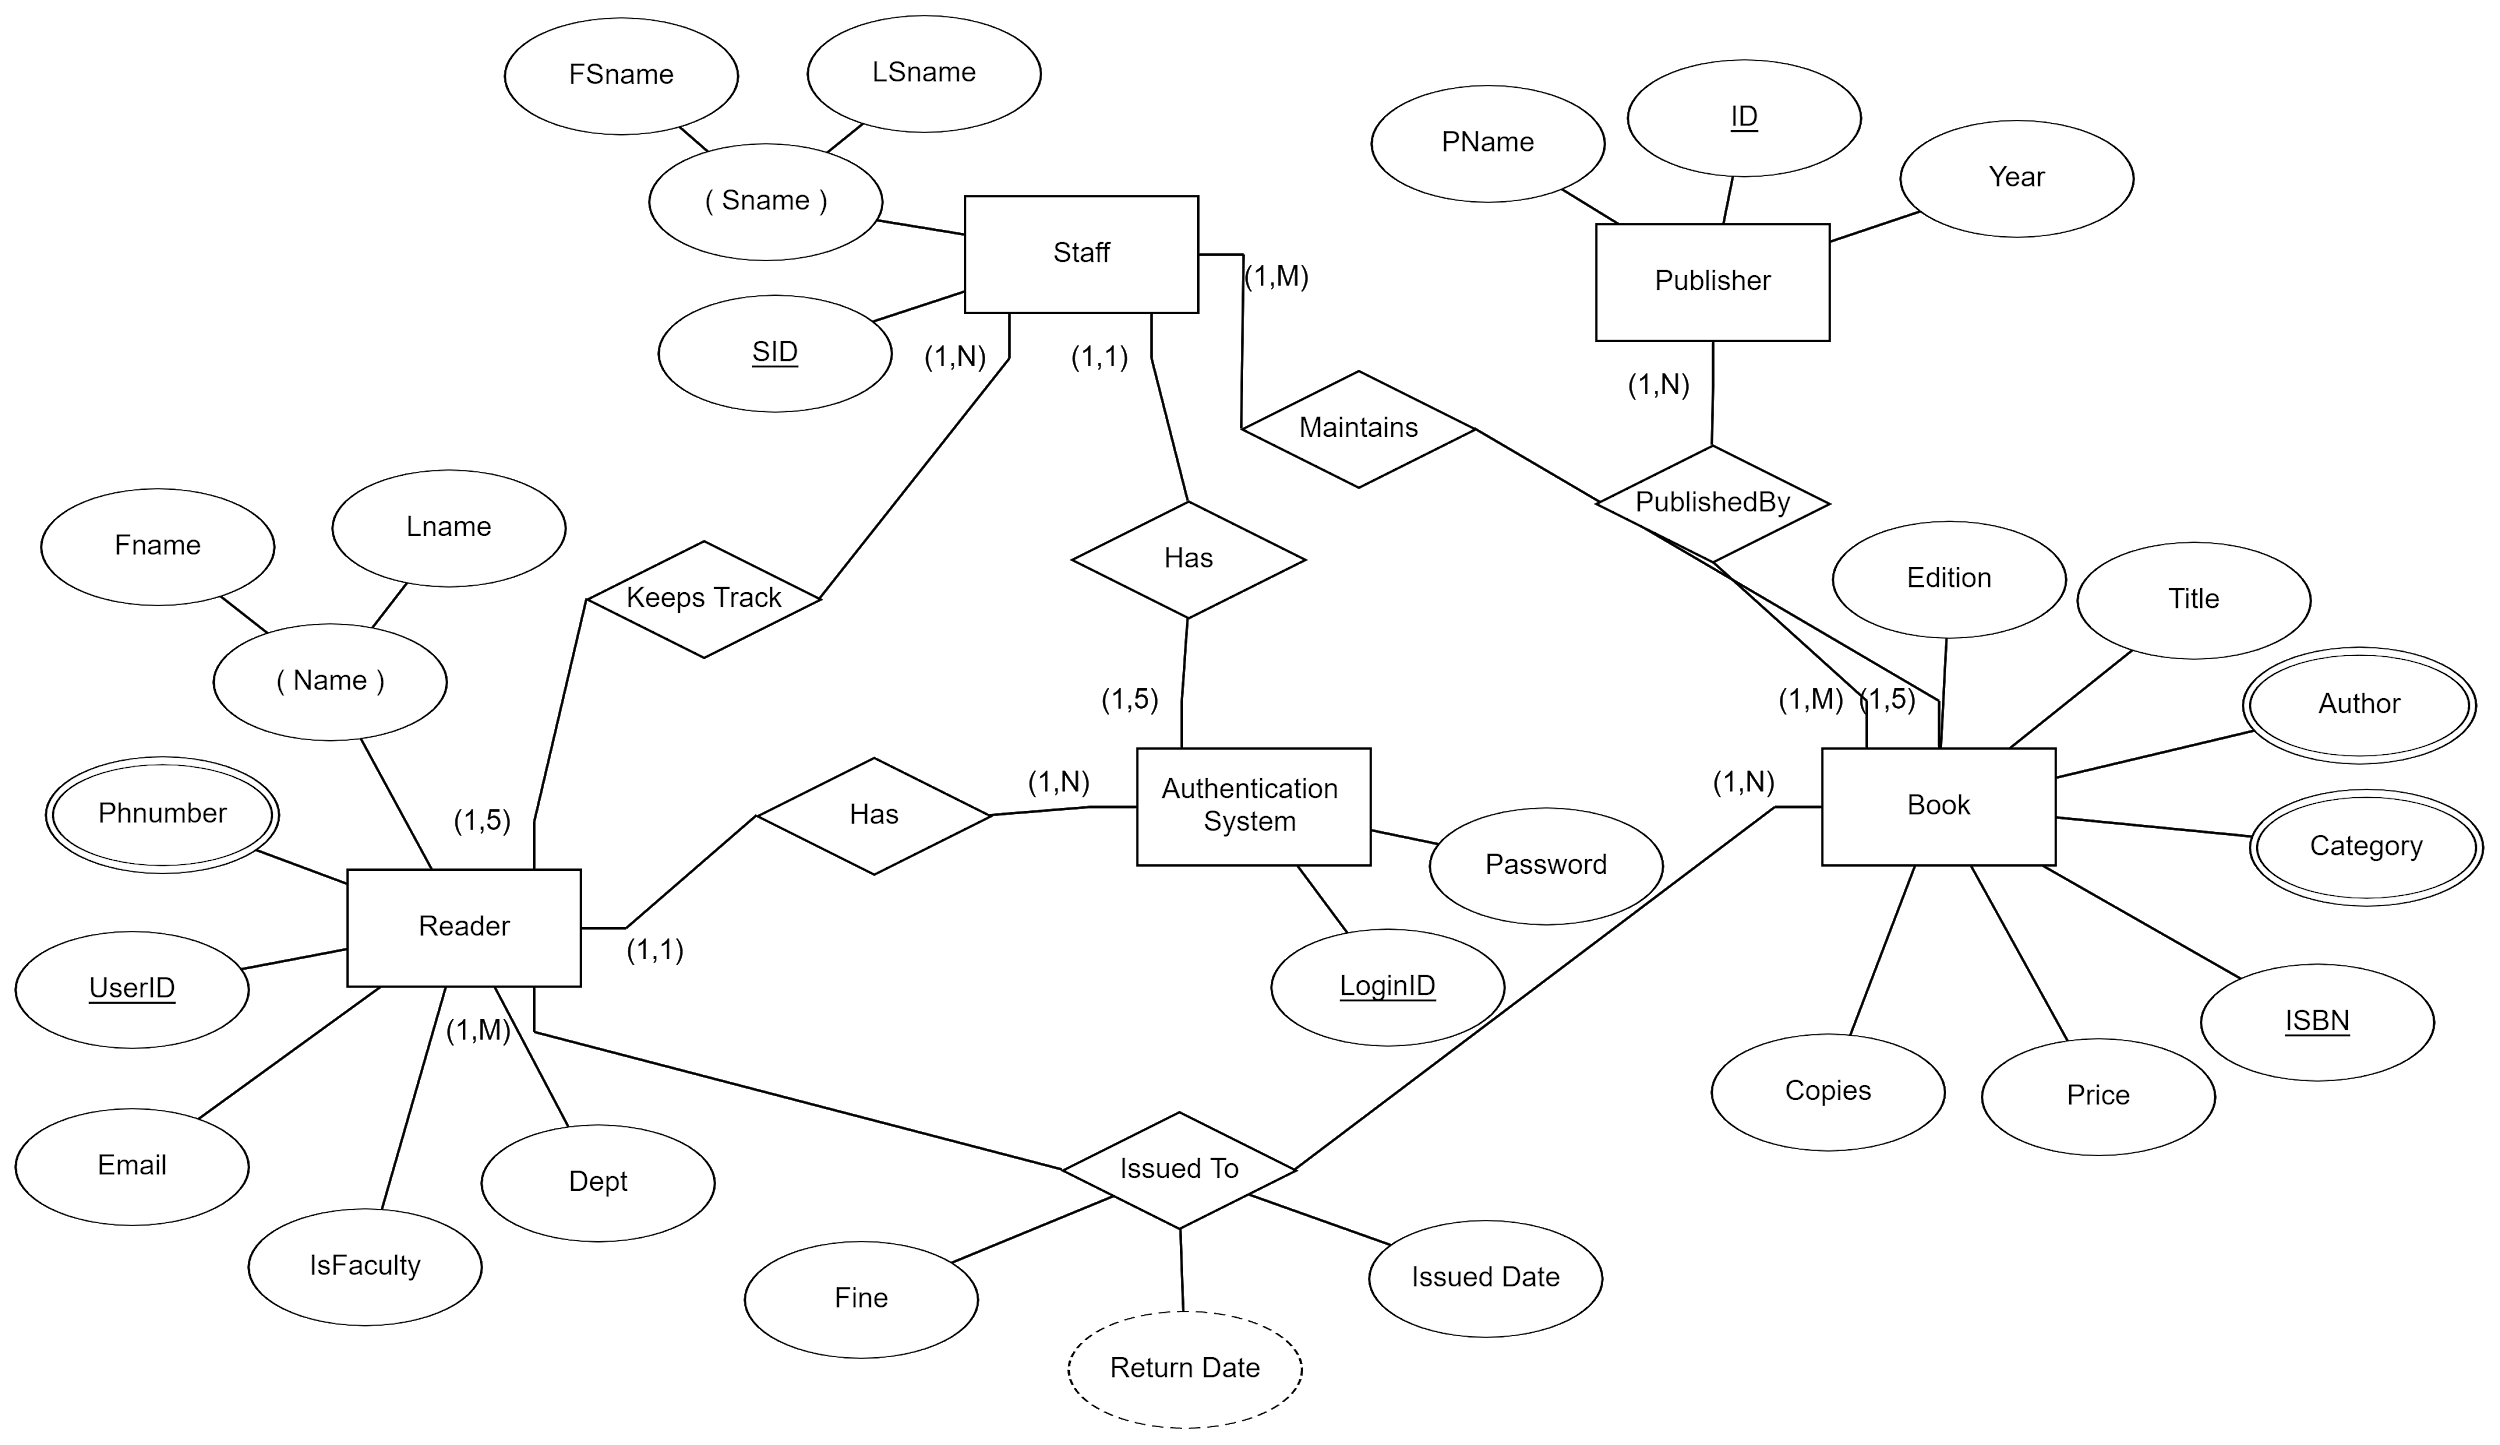 FSname
LSname
( Sname )
SID
Staff
PName
ID
Year
Publisher
(1,M)
(1,N)
(1,1)
(1,N)
Maintains
PublishedBy
Has
Keeps Track
Fname
Lname
( Name )
Phnumber
UserID
Email
IsFaculty
Dept
Reader
(1,5)
(1,1)
(1,M)
Has
(1,N)
(1,5)
Authentication
System
Password
LoginID
(1,M)
(1,5)
(1,N)
Book
Edition
Title
Author
Category
ISBN
Price
Copies
Issued To
Fine
Return Date
Issued Date